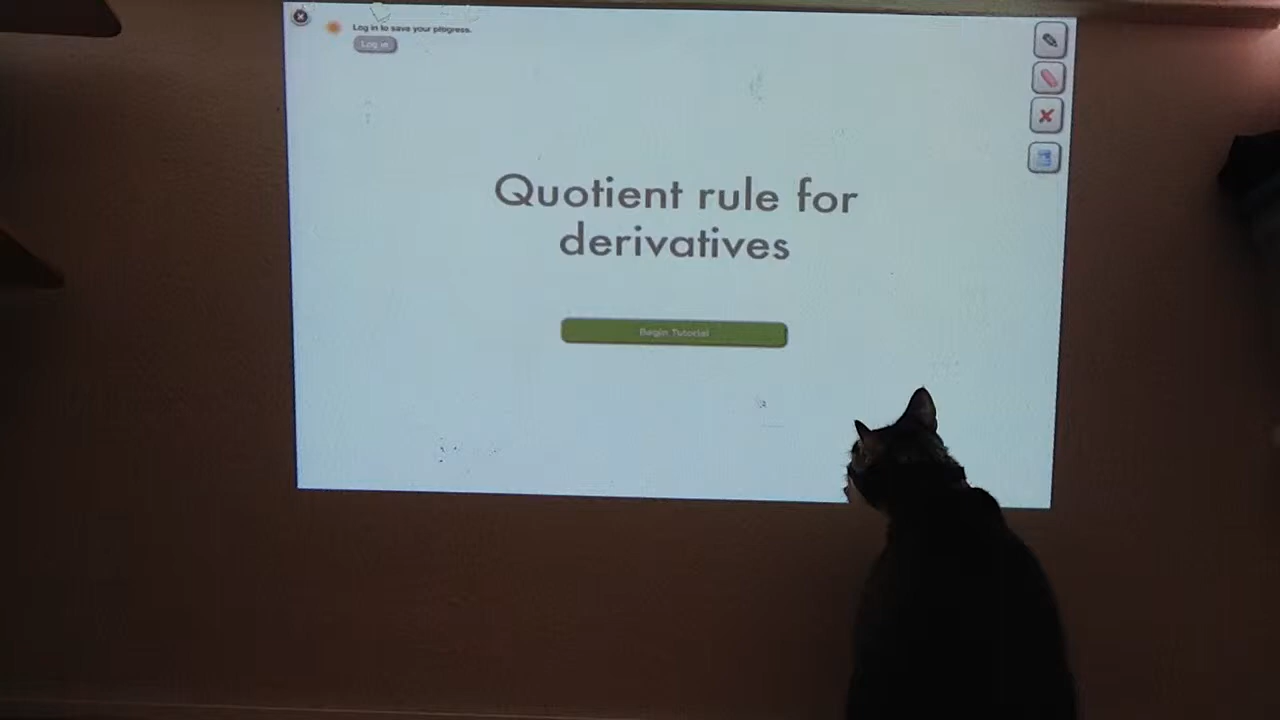 Log in to save your progress.
Log in
Quotient rule for
derivatives
Begin Tutorial